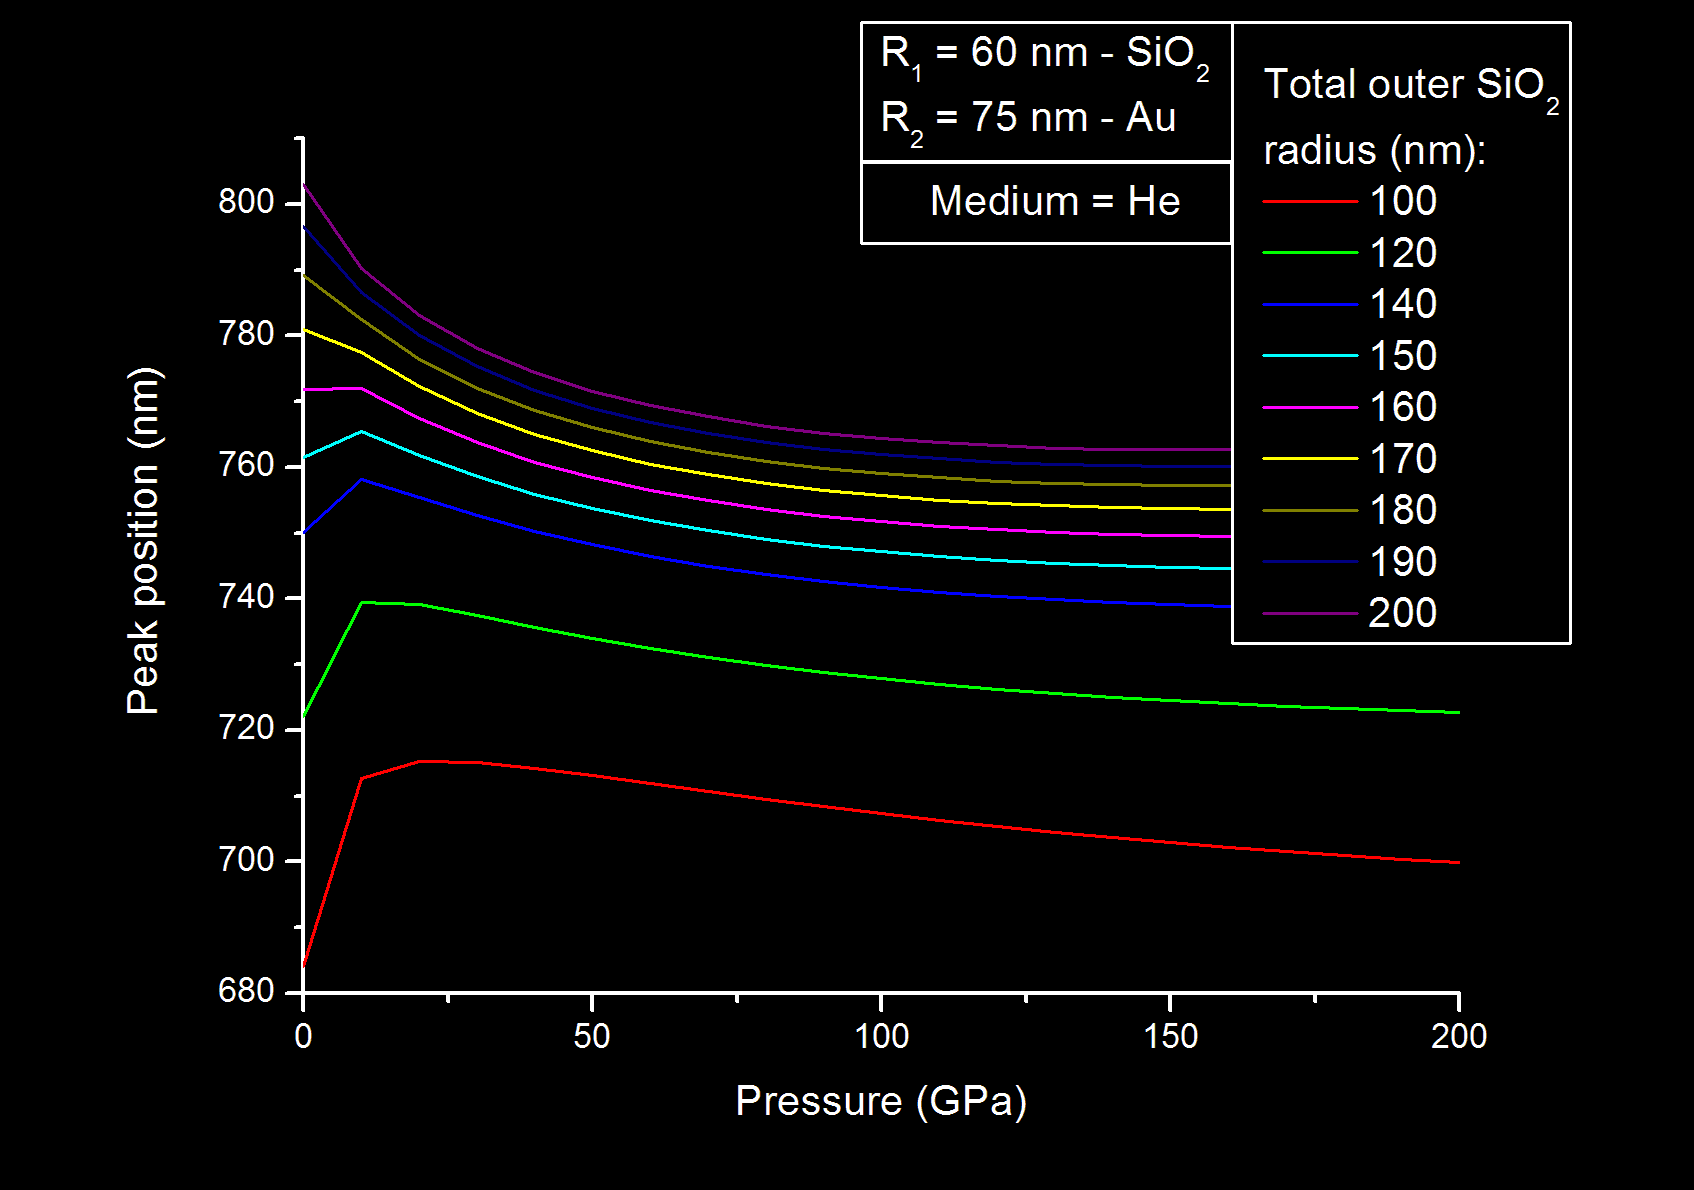 R1 = 60 nm - SiO2
R2 = 75 nm - Au
Medium = He
Total outer SiO2
radius (nm):
100
120
140
150
160
170
180
190
200
Peak position (nm)
800
780
760
740
720
700
680
0 50 100 150 200
Pressure (GPa)